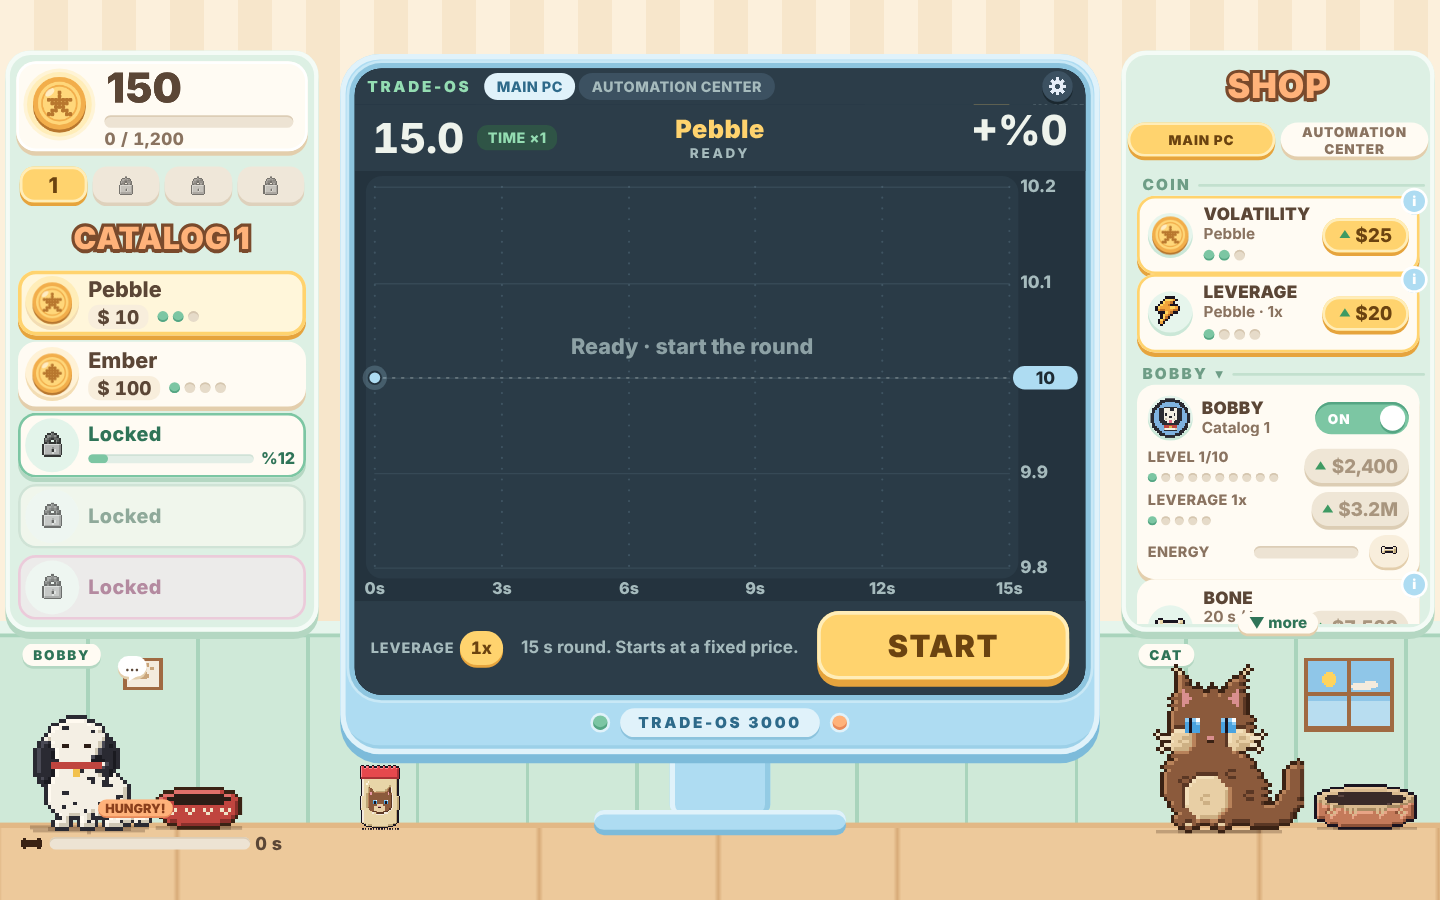 150
0 / 1,200
1
CATALOG 1
Pebble
$ 10
Ember
$ 100
Locked
%12
Locked
Locked
BOBBY
...
HUNGRY!
0 s
TRADE-OS
MAIN PC
AUTOMATION CENTER
15.0
TIME ×1
Pebble
READY
+%0
10.2
10.1
Ready · start the round
10
9.9
9.8
0s 3s 6s 9s 12s 15s
LEVERAGE 1x
15 s round. Starts at a fixed price.
START
TRADE-OS 3000
SHOP
MAIN PC
AUTOMATION
CENTER
COIN
i
VOLATILITY
Pebble
▲ $25
i
LEVERAGE
Pebble · 1x
▲ $20
BOBBY ▼
BOBBY
Catalog 1
ON
LEVEL 1/10
▲ $2,400
LEVERAGE 1x
▲ $3.2M
ENERGY
i
BONE
20 s
▼ more
CAT